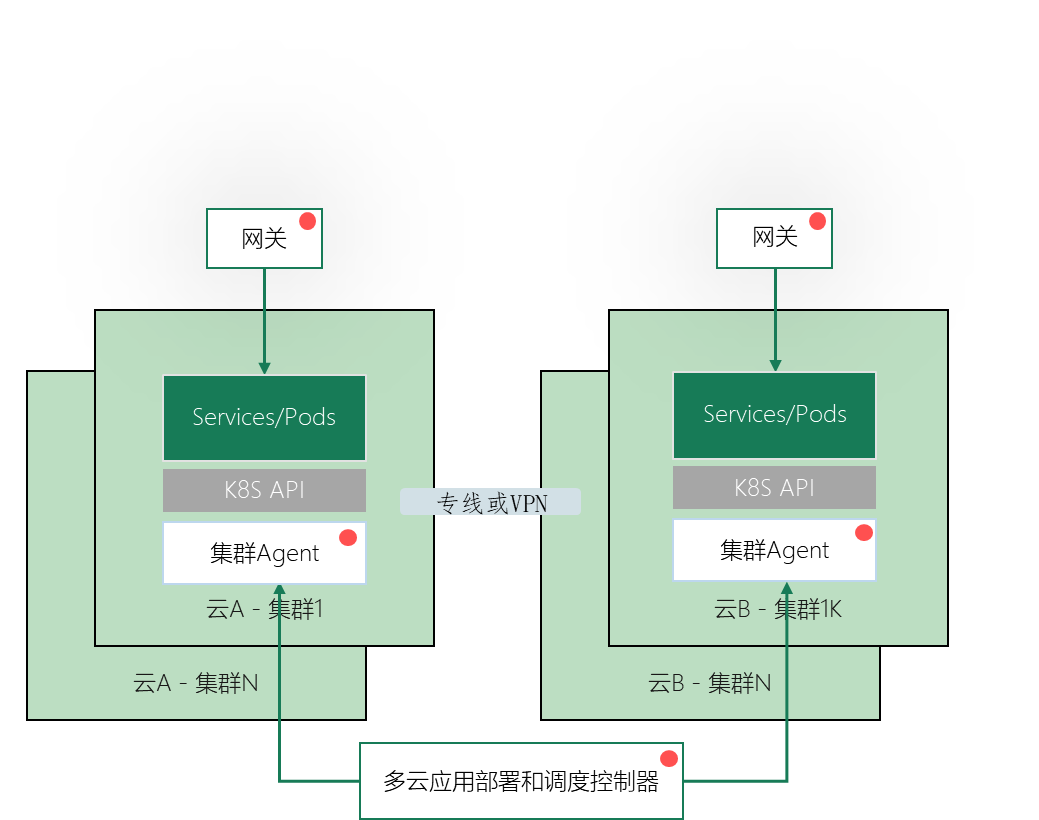 网关
网关
Services/Pods
Services/Pods
K8S API
K8S API
专线或VPN
集群Agent
集群Agent
云A - 集群1
云B - 集群1K
云A - 集群N
云B - 集群N
多云应用部署和调度控制器